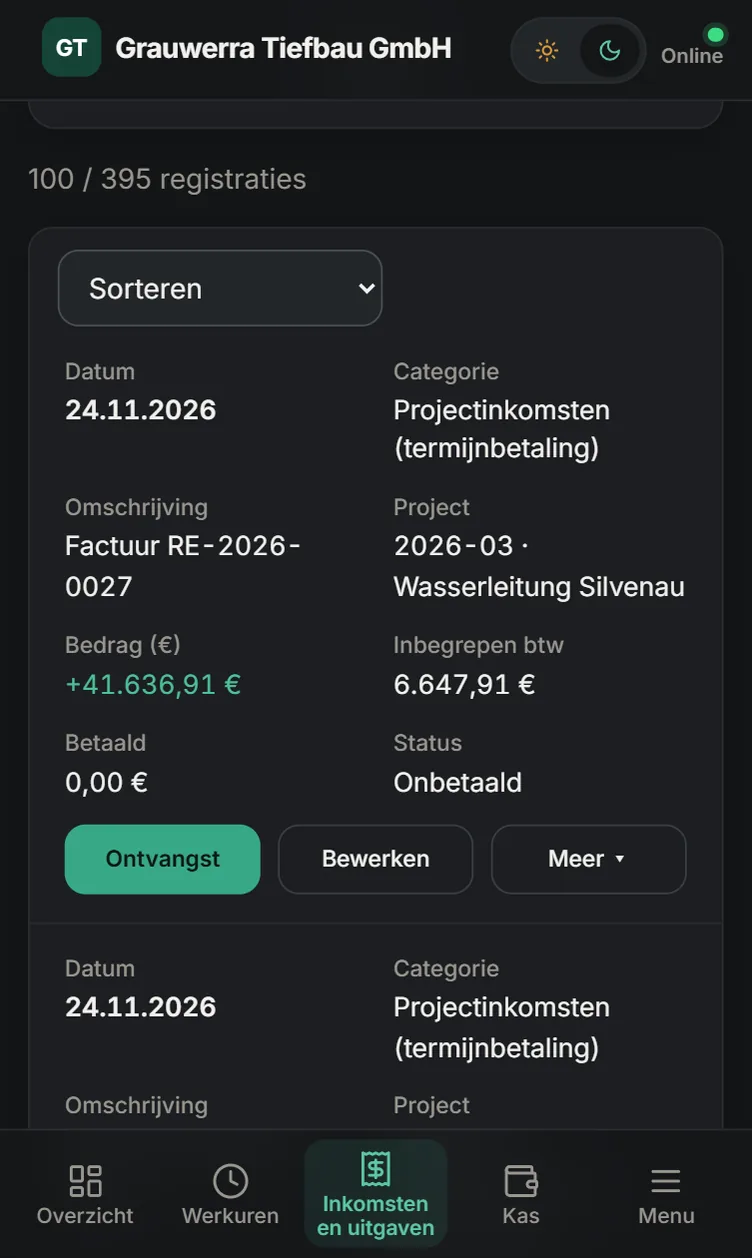 GT
Grauwerra Tiefbau GmbH
Online
100 / 395 registraties
Sorteren
Datum
24.11.2026
Categorie
Projectinkomsten
(termijnbetaling)
Omschrijving
Factuur RE-2026-
0027
Project
2026-03 ·
Wasserleitung Silvenau
Bedrag (€)
+41.636,91 €
Inbegrepen btw
6.647,91 €
Betaald
0,00 €
Status
Onbetaald
Ontvangst
Bewerken
Meer ▾
Datum
24.11.2026
Categorie
Projectinkomsten
(termijnbetaling)
Omschrijving
Project
Overzicht
Werkuren
Inkomsten
en uitgaven
Kas
Menu